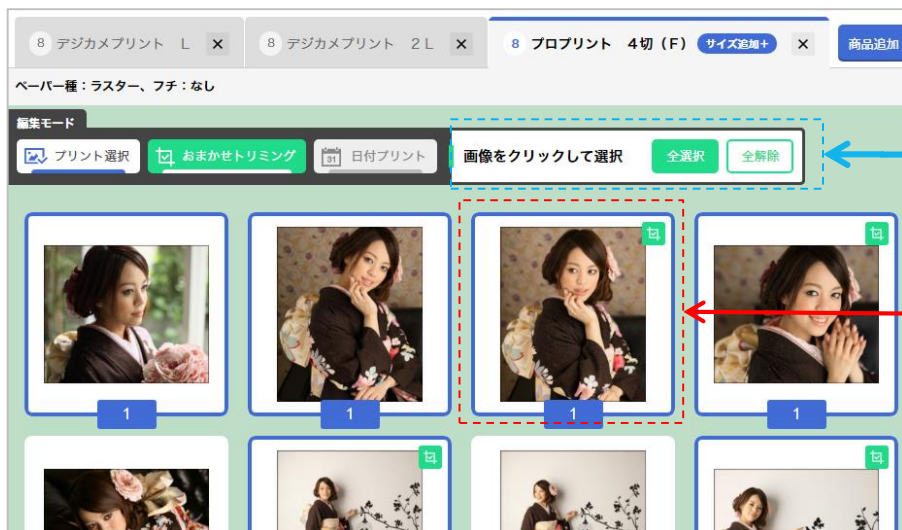 8 デジカメプリント L ×
8 デジカメプリント 2L ×
8 プロプリント 4切(F) サイズ追加+ ×
商品追加
ペーパー種：ラスター、フチ：なし
編集モード
プリント選択
おまかせトリミング
31 日付プリント
画像をクリックして選択
全選択
全解除
1
1
1
1